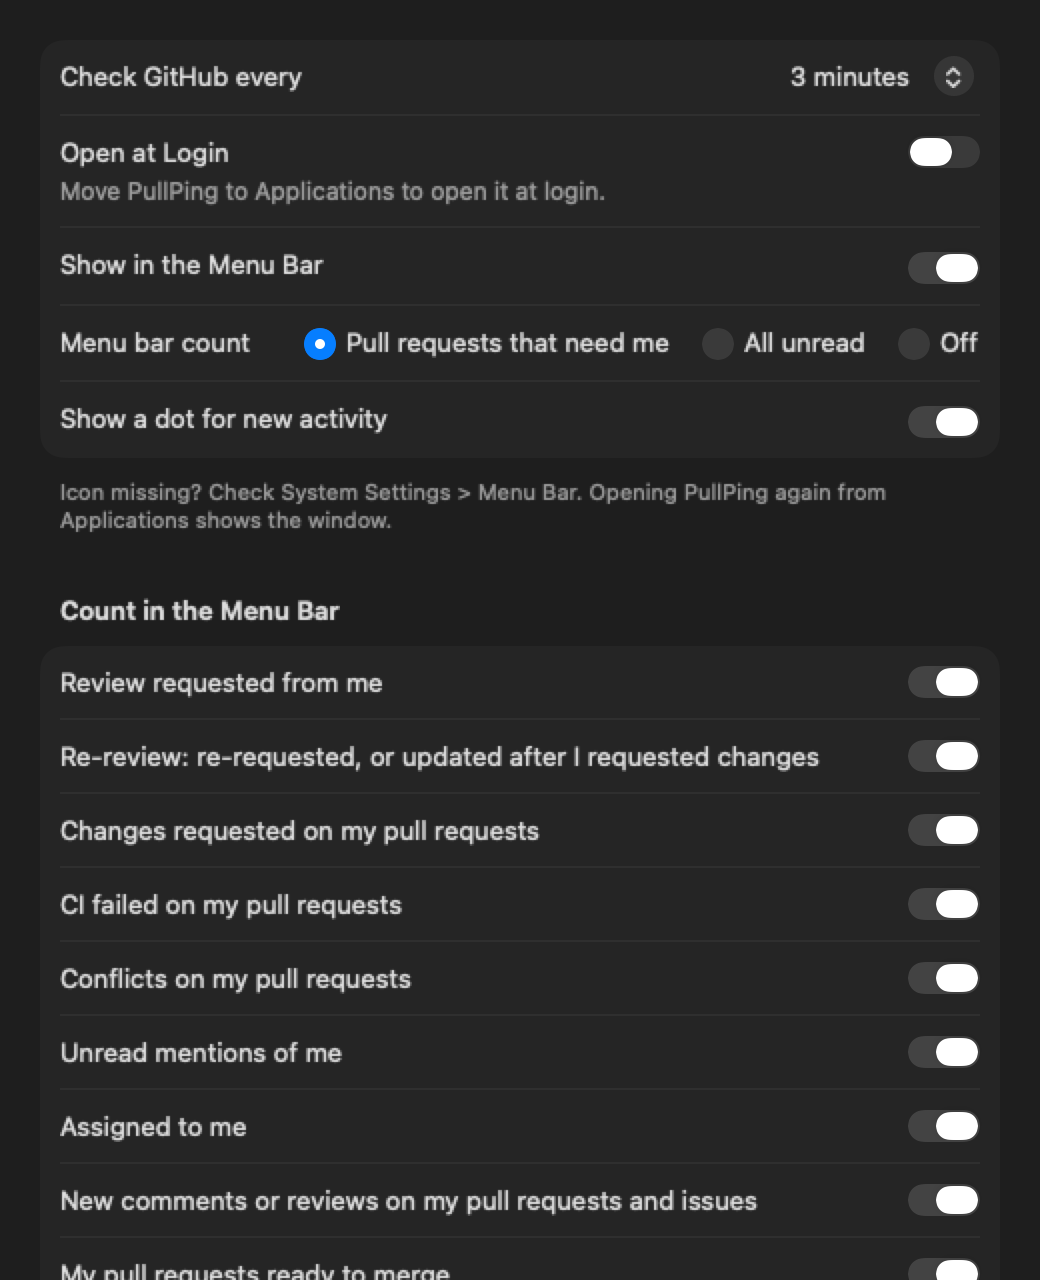 Check GitHub every
3 minutes
Open at Login
Move PullPing to Applications to open it at login.
Show in the Menu Bar
Menu bar count
Pull requests that need me
All unread
Off
Show a dot for new activity
Icon missing? Check System Settings > Menu Bar. Opening PullPing again from
Applications shows the window.
Count in the Menu Bar
Review requested from me
Re-review: re-requested, or updated after I requested changes
Changes requested on my pull requests
CI failed on my pull requests
Conflicts on my pull requests
Unread mentions of me
Assigned to me
New comments or reviews on my pull requests and issues
My pull requests ready to merge